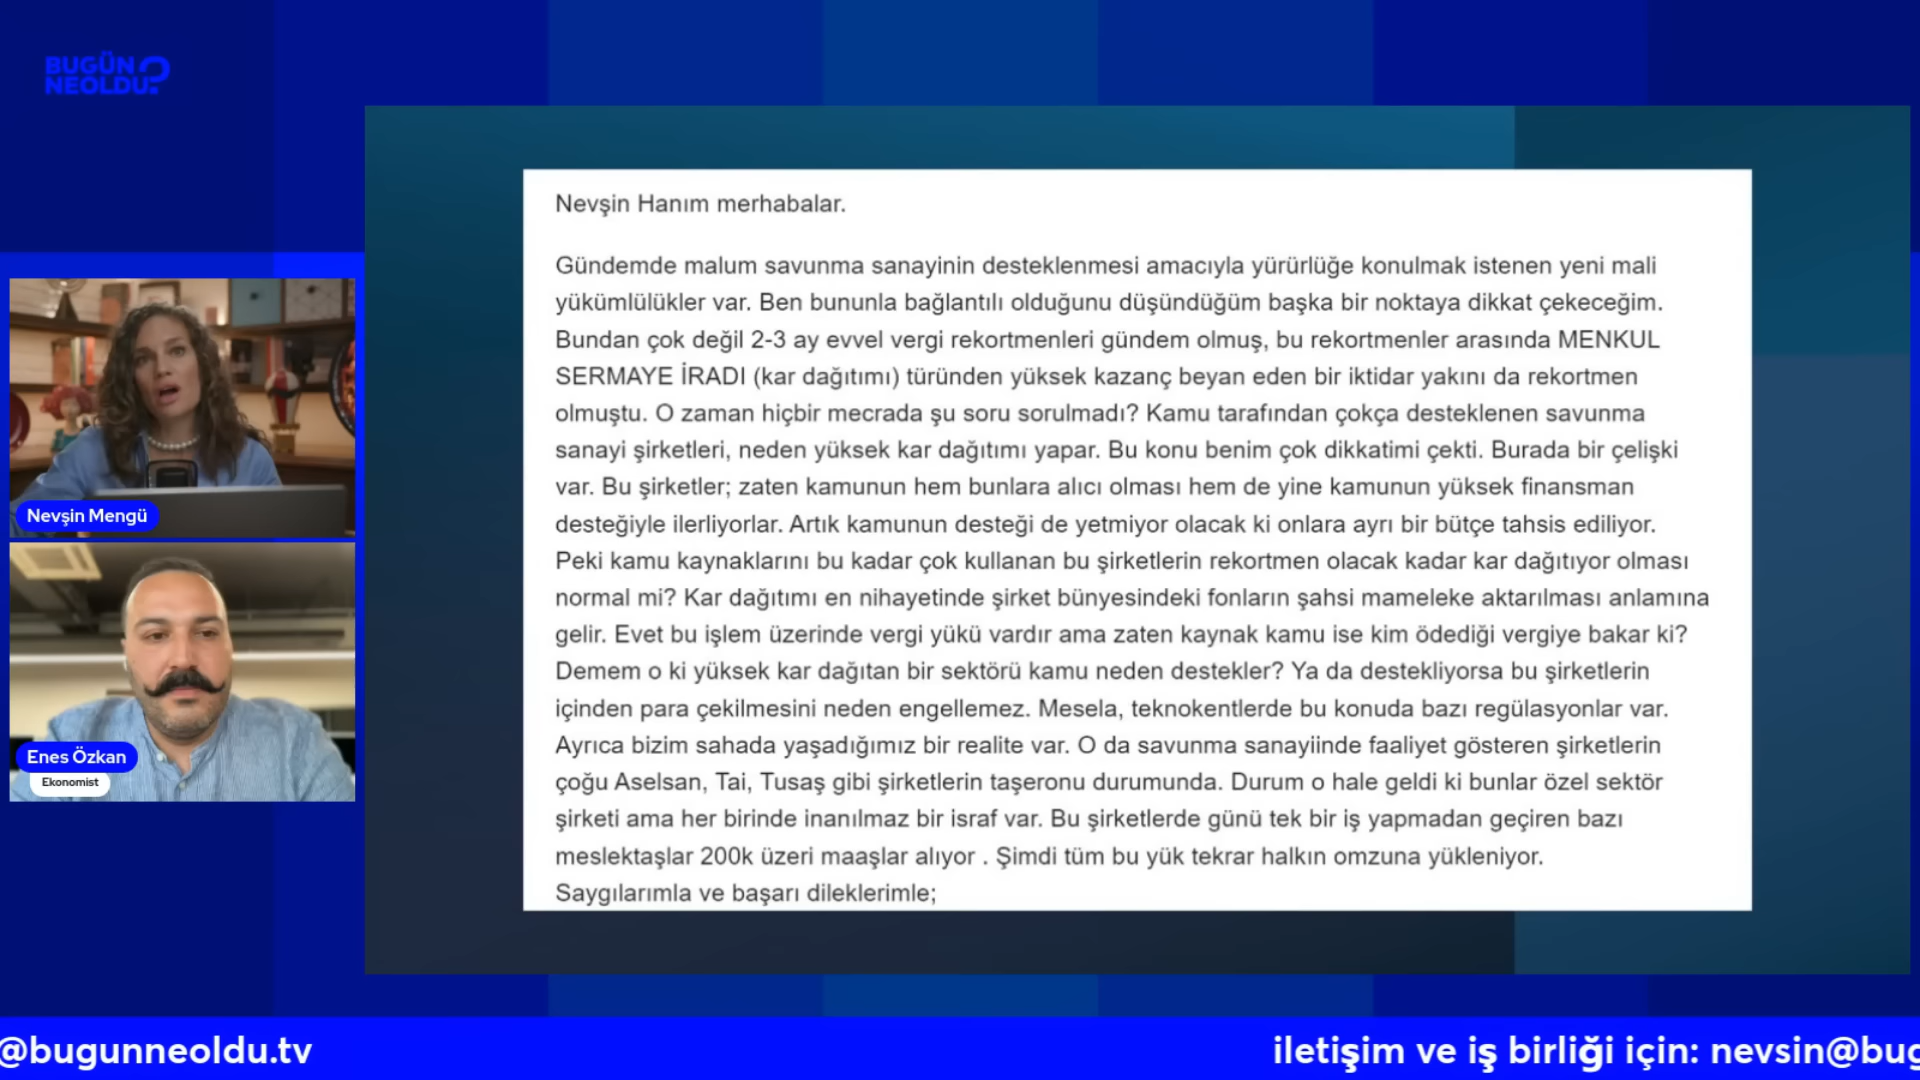 BUGÜN
NEOLDU?
Nevşin Hanım merhabalar.
Gündemde malum savunma sanayinin desteklenmesi amacıyla yürürlüğe konulmak istenen yeni mali
yükümlülükler var. Ben bununla bağlantılı olduğunu düşündüğüm başka bir noktaya dikkat çekeceğim.
Bundan çok değil 2-3 ay evvel vergi rekortmenleri gündem olmuş, bu rekortmenler arasında MENKUL
SERMAYE İRADI (kar dağıtımı) türünden yüksek kazanç beyan eden bir iktidar yakını da rekortmen
olmuştu. O zaman hiçbir mecrada şu soru sorulmadı? Kamu tarafından çokça desteklenen savunma
sanayi şirketleri, neden yüksek kar dağıtımı yapar. Bu konu benim çok dikkatimi çekti. Burada bir çelişki
var. Bu şirketler; zaten kamunun hem bunlara alıcı olması hem de yine kamunun yüksek finansman
desteğiyle ilerliyorlar. Artık kamunun desteği de yetmiyor olacak ki onlara ayrı bir bütçe tahsis ediliyor.
Peki kamu kaynaklarını bu kadar çok kullanan bu şirketlerin rekortmen olacak kadar kar dağıtıyor olması
normal mi? Kar dağıtımı en nihayetinde şirket bünyesindeki fonların şahsi mameleke aktarılması anlamına
gelir. Evet bu işlem üzerinde vergi yükü vardır ama zaten kaynak kamu ise kim ödediği vergiye bakar ki?
Demem o ki yüksek kar dağıtan bir sektörü kamu neden destekler? Ya da destekliyorsa bu şirketlerin
içinden para çekilmesini neden engellemez. Mesela, teknokentlerde bu konuda bazı regülasyonlar var.
Ayrıca bizim sahada yaşadığımız bir realite var. O da savunma sanayiinde faaliyet gösteren şirketlerin
çoğu Aselsan, Tai, Tusaş gibi şirketlerin taşeronu durumunda. Durum o hale geldi ki bunlar özel sektör
şirketi ama her birinde inanılmaz bir israf var. Bu şirketlerde günü tek bir iş yapmadan geçiren bazı
meslektaşlar 200k üzeri maaşlar alıyor . Şimdi tüm bu yük tekrar halkın omzuna yükleniyor.
Saygılarımla ve başarı dileklerimle;
Nevşin Mengü
Enes Özkan
Ekonomist
@bugunneoldu.tv
iletişim ve iş birliği için: nevsin@bug